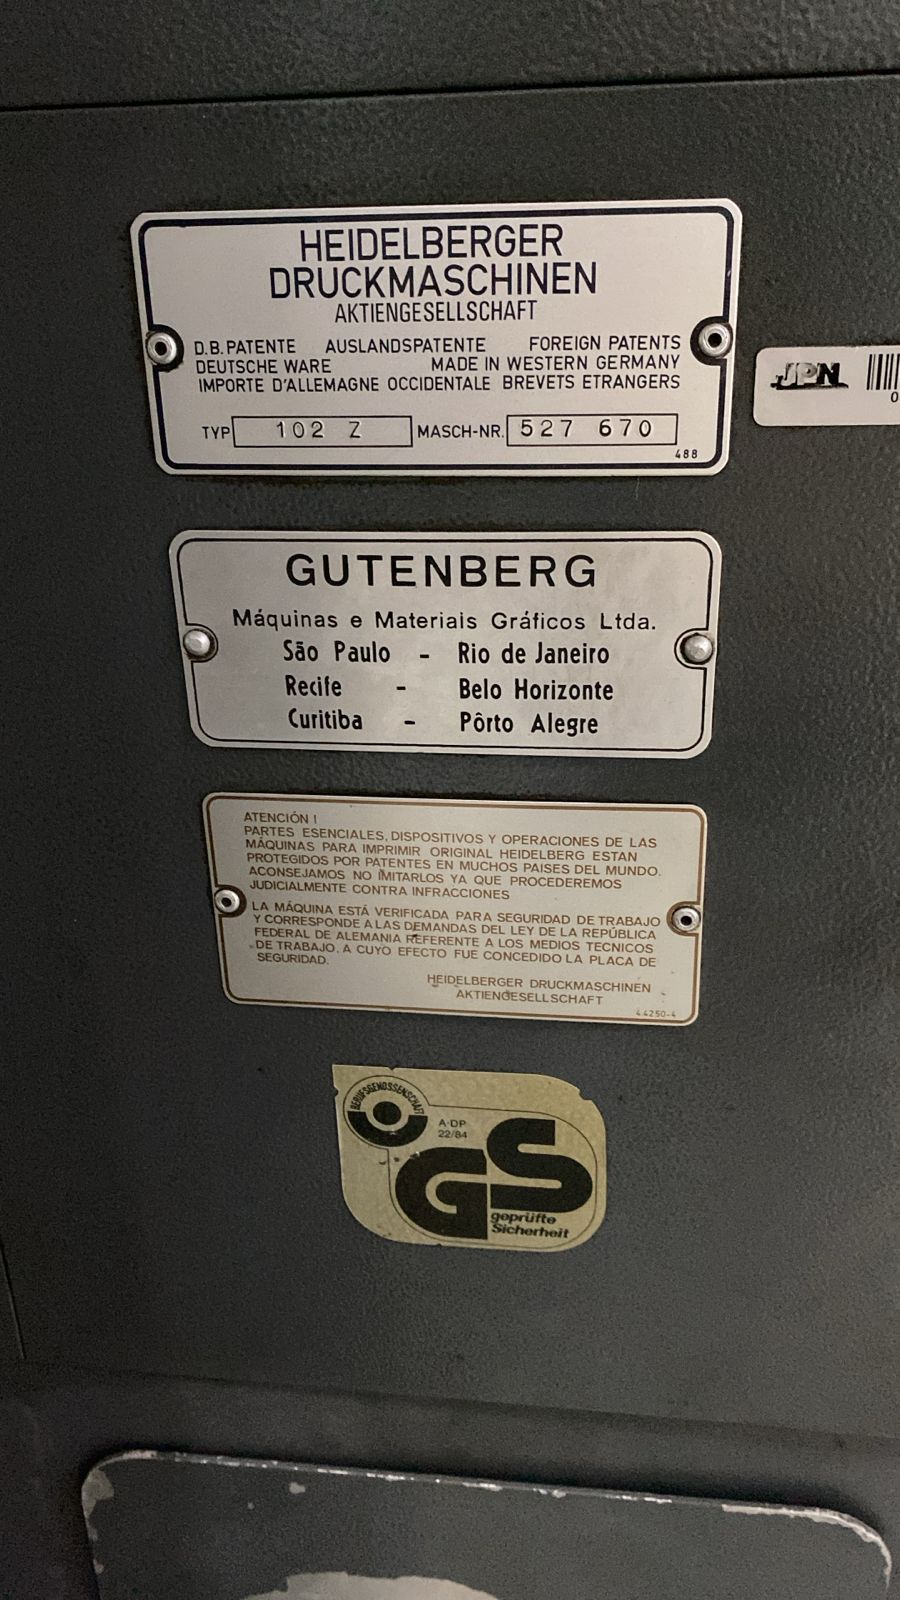 HEIDELBERGER
DRUCKMASCHINEN
AKTIENGESELLSCHAFT
D.B. PATENTE AUSLANDSPATENTE FOREIGN PATENTS
DEUTSCHE WARE MADE IN WESTERN GERMANY
IMPORTE D'ALLEMAGNE OCCIDENTALE BREVETS ETRANGERS
TYP 102 Z MASCH-NR. 527 670
488
JPN
0
GUTENBERG
Máquinas e Materiais Gráficos Ltda.
São Paulo - Rio de Janeiro
Recife - Belo Horizonte
Curitiba - Pôrto Alegre
ATENCIÓN !
PARTES ESENCIALES, DISPOSITIVOS Y OPERACIONES DE LAS
MÁQUINAS PARA IMPRIMIR ORIGINAL HEIDELBERG ESTAN
PROTEGIDOS POR PATENTES EN MUCHOS PAISES DEL MUNDO.
ACONSEJAMOS NO IMITARLOS YA QUE PROCEDEREMOS
JUDICIALMENTE CONTRA INFRACCIONES
LA MÁQUINA ESTÁ VERIFICADA PARA SEGURIDAD DE TRABAJO
Y CORRESPONDE A LAS DEMANDAS DEL LEY DE LA REPÚBLICA
FEDERAL DE ALEMANIA REFERENTE A LOS MEDIOS TECNICOS
DE TRABAJO, A CUYO EFECTO FUE CONCEDIDO LA PLACA DE
SEGURIDAD.
HEIDELBERGER DRUCKMASCHINEN
AKTIENGESELLSCHAFT
44250-4
BERUFSGENOSSENSCHAFT
A-DP
22/84
GS
geprüfte
Sicherheit